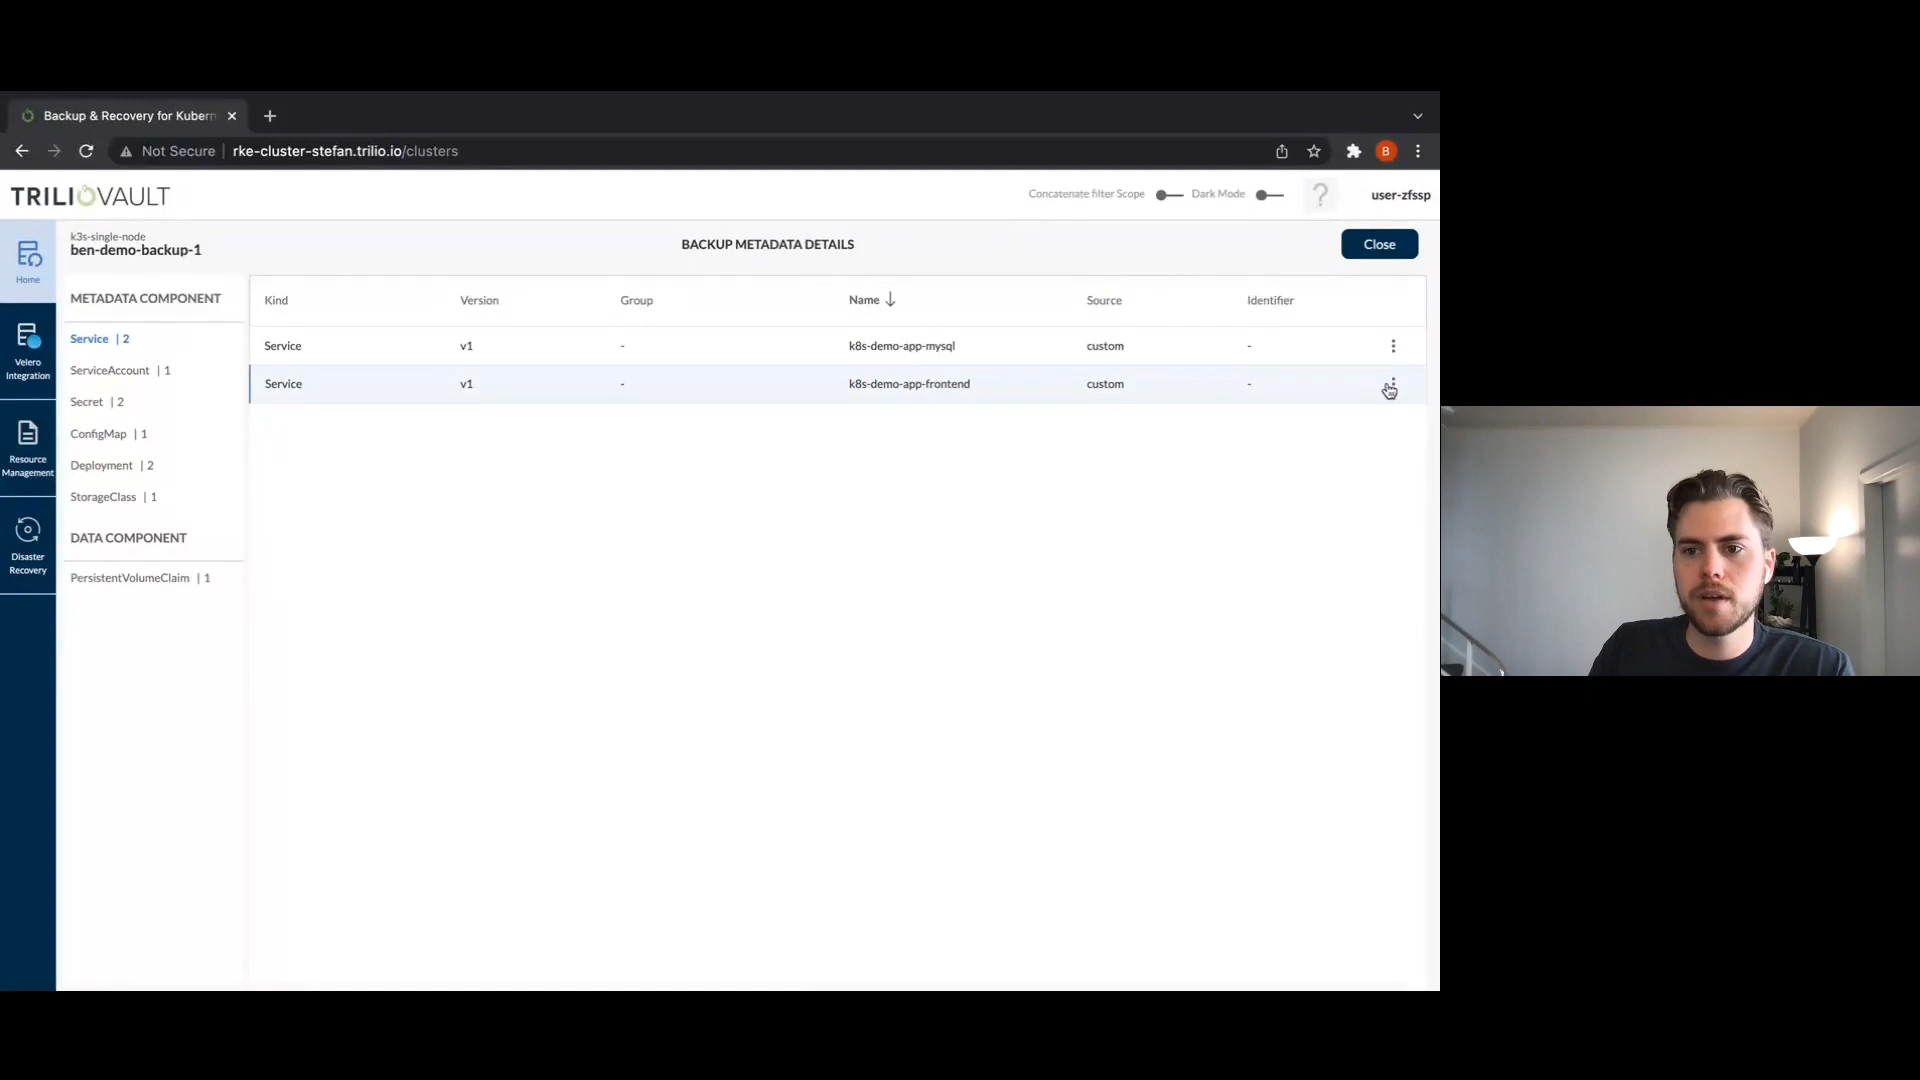 Backup & Recovery for Kubern
Not Secure
rke-cluster-stefan.trilio.io/clusters
B
TRILIOVAULT
Concatenate filter Scope
Dark Mode
?
user-zfssp
k3s-single-node
ben-demo-backup-1
BACKUP METADATA DETAILS
Close
Home
Velero
Integration
Resource
Management
Disaster
Recovery
METADATA COMPONENT
Service | 2
ServiceAccount | 1
Secret | 2
ConfigMap | 1
Deployment | 2
StorageClass | 1
DATA COMPONENT
PersistentVolumeClaim | 1
Kind Version Group Name Source Identifier
Service v1 - k8s-demo-app-mysql custom -
Service v1 - k8s-demo-app-frontend custom -